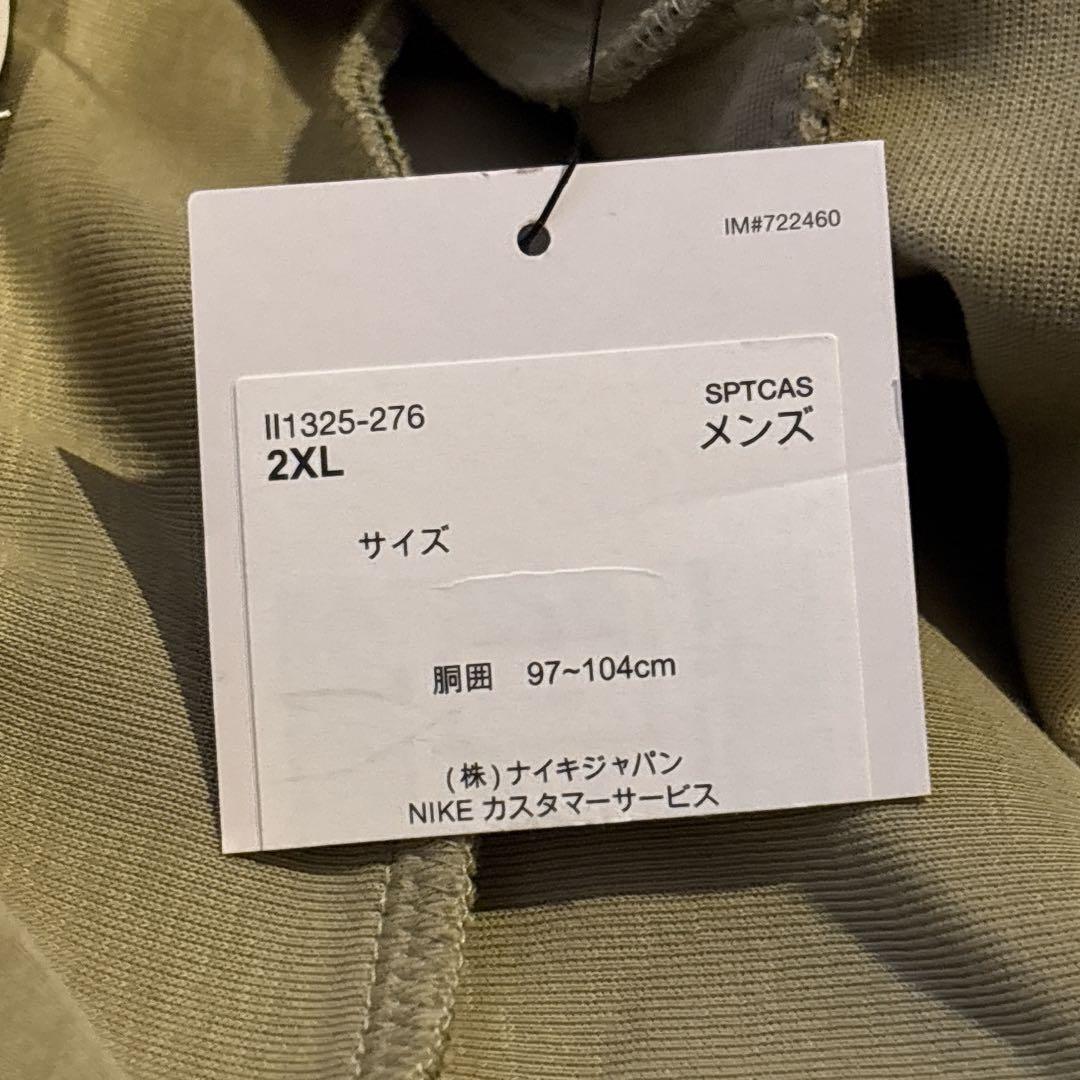 IM#722460
II1325-276
SPTCAS
2XL
メンズ
サイズ
胴囲 97~104cm
(株)ナイキジャパン
NIKE カスタマーサービス